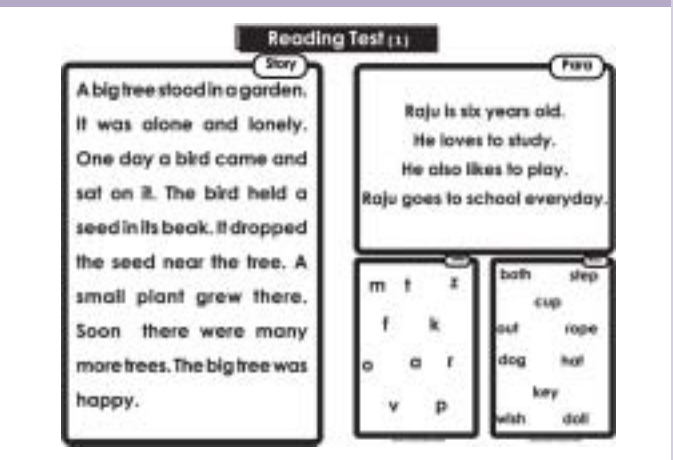 Reading Test (1)
Story
A big tree stood in a garden.
It was alone and lonely.
One day a bird came and
sat on it. The bird held a
seed in its beak. It dropped
the seed near the tree. A
small plant grew there.
Soon there were many
more trees. The big tree was
happy.
Para
Raju is six years old.
He loves to study.
He also likes to play.
Raju goes to school everyday.
m t z
f k
o a r
v p
bath step
cup
out rope
dog hat
key
wish doll